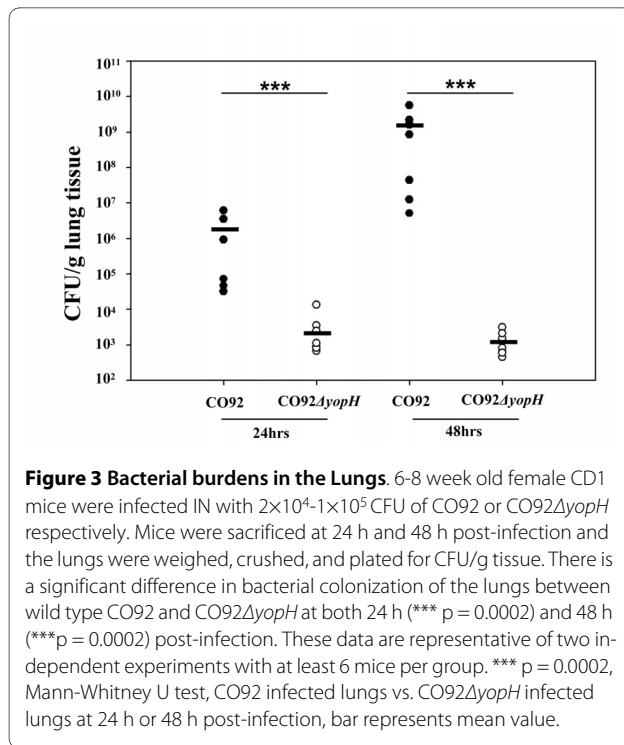 10¹¹
10¹⁰
10⁹
10⁸
10⁷
10⁶
10⁵
10⁴
10³
10²
CFU/g lung tissue
***
***
CO92
CO92ΔyopH
CO92
CO92ΔyopH
24hrs
48hrs
Figure 3 Bacterial burdens in the Lungs. 6-8 week old female CD1
mice were infected IN with 2×10⁴-1×10⁵ CFU of CO92 or CO92ΔyopH
respectively. Mice were sacrificed at 24 h and 48 h post-infection and
the lungs were weighed, crushed, and plated for CFU/g tissue. There is
a significant difference in bacterial colonization of the lungs between
wild type CO92 and CO92ΔyopH at both 24 h (*** p = 0.0002) and 48 h
(***p = 0.0002) post-infection. These data are representative of two in-
dependent experiments with at least 6 mice per group. *** p = 0.0002,
Mann-Whitney U test, CO92 infected lungs vs. CO92ΔyopH infected
lungs at 24 h or 48 h post-infection, bar represents mean value.